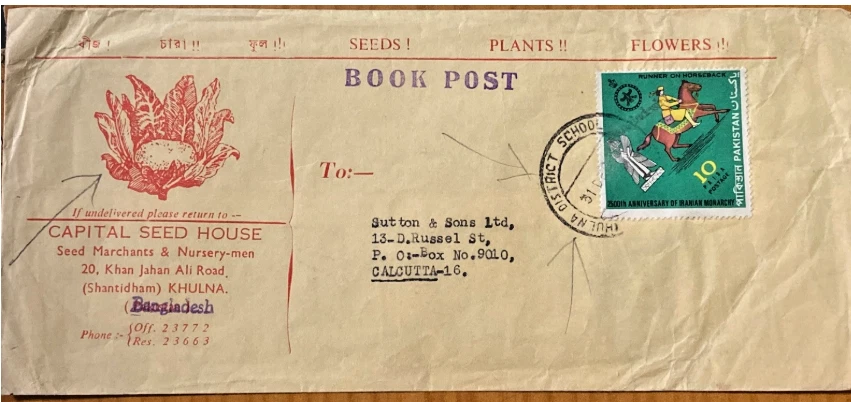 বীজ ! চারা !! ফুল !!! SEEDS ! PLANTS !! FLOWERS !!!
BOOK POST
RUNNER ON HORSEBACK
پاکستان
PAKISTAN
পাকিস্তান
10
PAISA
POSTAGE
2500th ANNIVERSARY OF IRANIAN MONARCHY
KHULNA DISTRICT SCHOOL
31 D
To:—
If undelivered please return to —
CAPITAL SEED HOUSE
Seed Marchants & Nursery-men
20, Khan Jahan Ali Road,
(Shantidham) KHULNA.
Bangladesh
Phone :- Off. 23772
Res. 23663
Sutton & Sons Ltd,
13-D.Russel St,
P. O:-Box No.9010,
CALCUTTA-16.